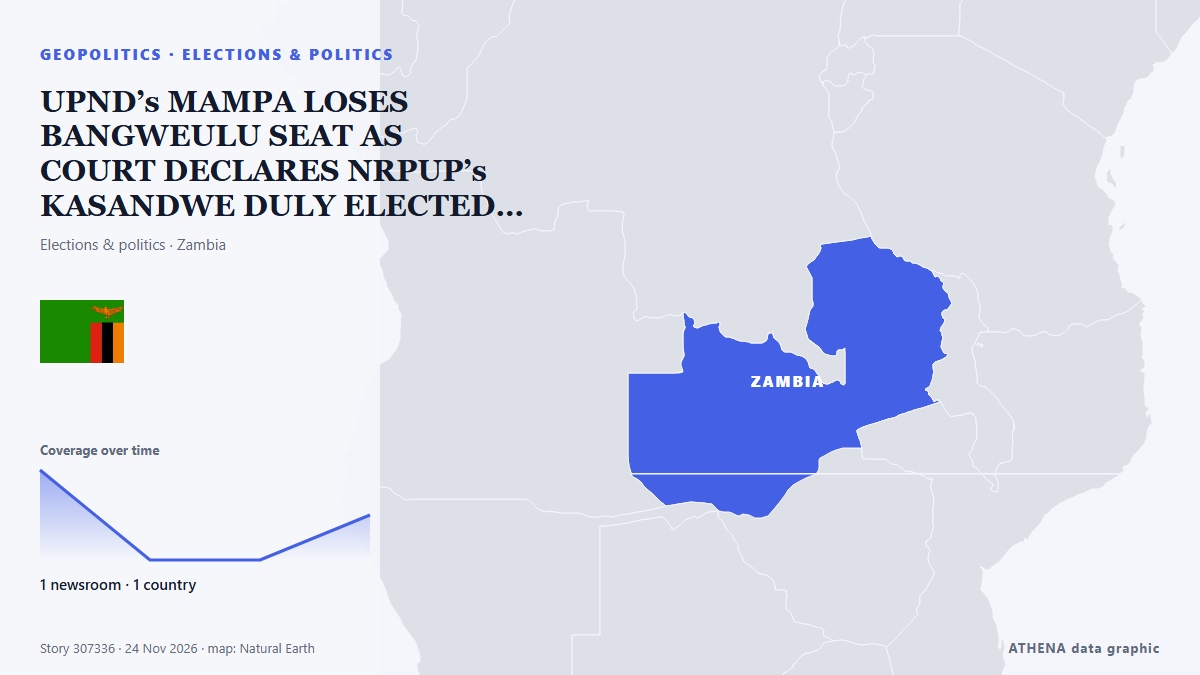 GEOPOLITICS · ELECTIONS & POLITICS
UPND’s MAMPA LOSES
BANGWEULU SEAT AS
COURT DECLARES NRPUP’s
KASANDWE DULY ELECTED…
Elections & politics · Zambia
ZAMBIA
Coverage over time
1 newsroom · 1 country
Story 307336 · 24 Nov 2026 · map: Natural Earth
ATHENA data graphic